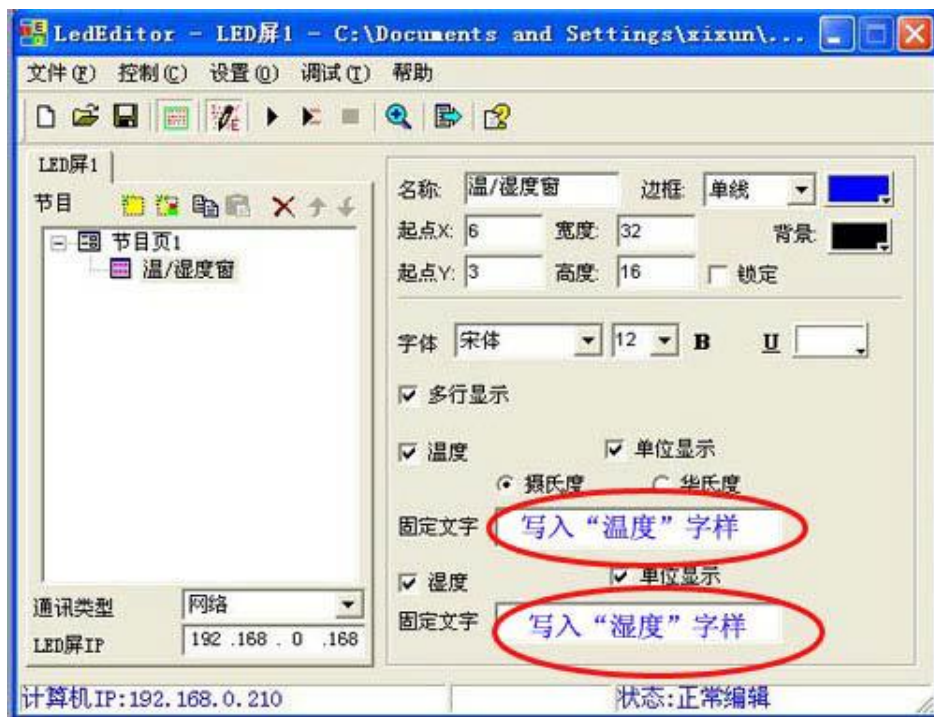 LedEditor - LED屏1 - C:\Documents and Settings\xixun\...
文件(F) 控制(C) 设置(O) 调试(T) 帮助
LED屏1
节目
节目页1
温/湿度窗
通讯类型 网络
LED屏IP 192 .168 . 0 .168
名称: 温/湿度窗 边框: 单线
起点X: 6 宽度: 32 背景:
起点Y: 3 高度: 16 锁定
字体 宋体 12 B U
多行显示
温度 单位显示
摄氏度 华氏度
固定文字 写入“温度”字样
湿度 单位显示
固定文字 写入“湿度”字样
计算机IP:192.168.0.210 状态:正常编辑